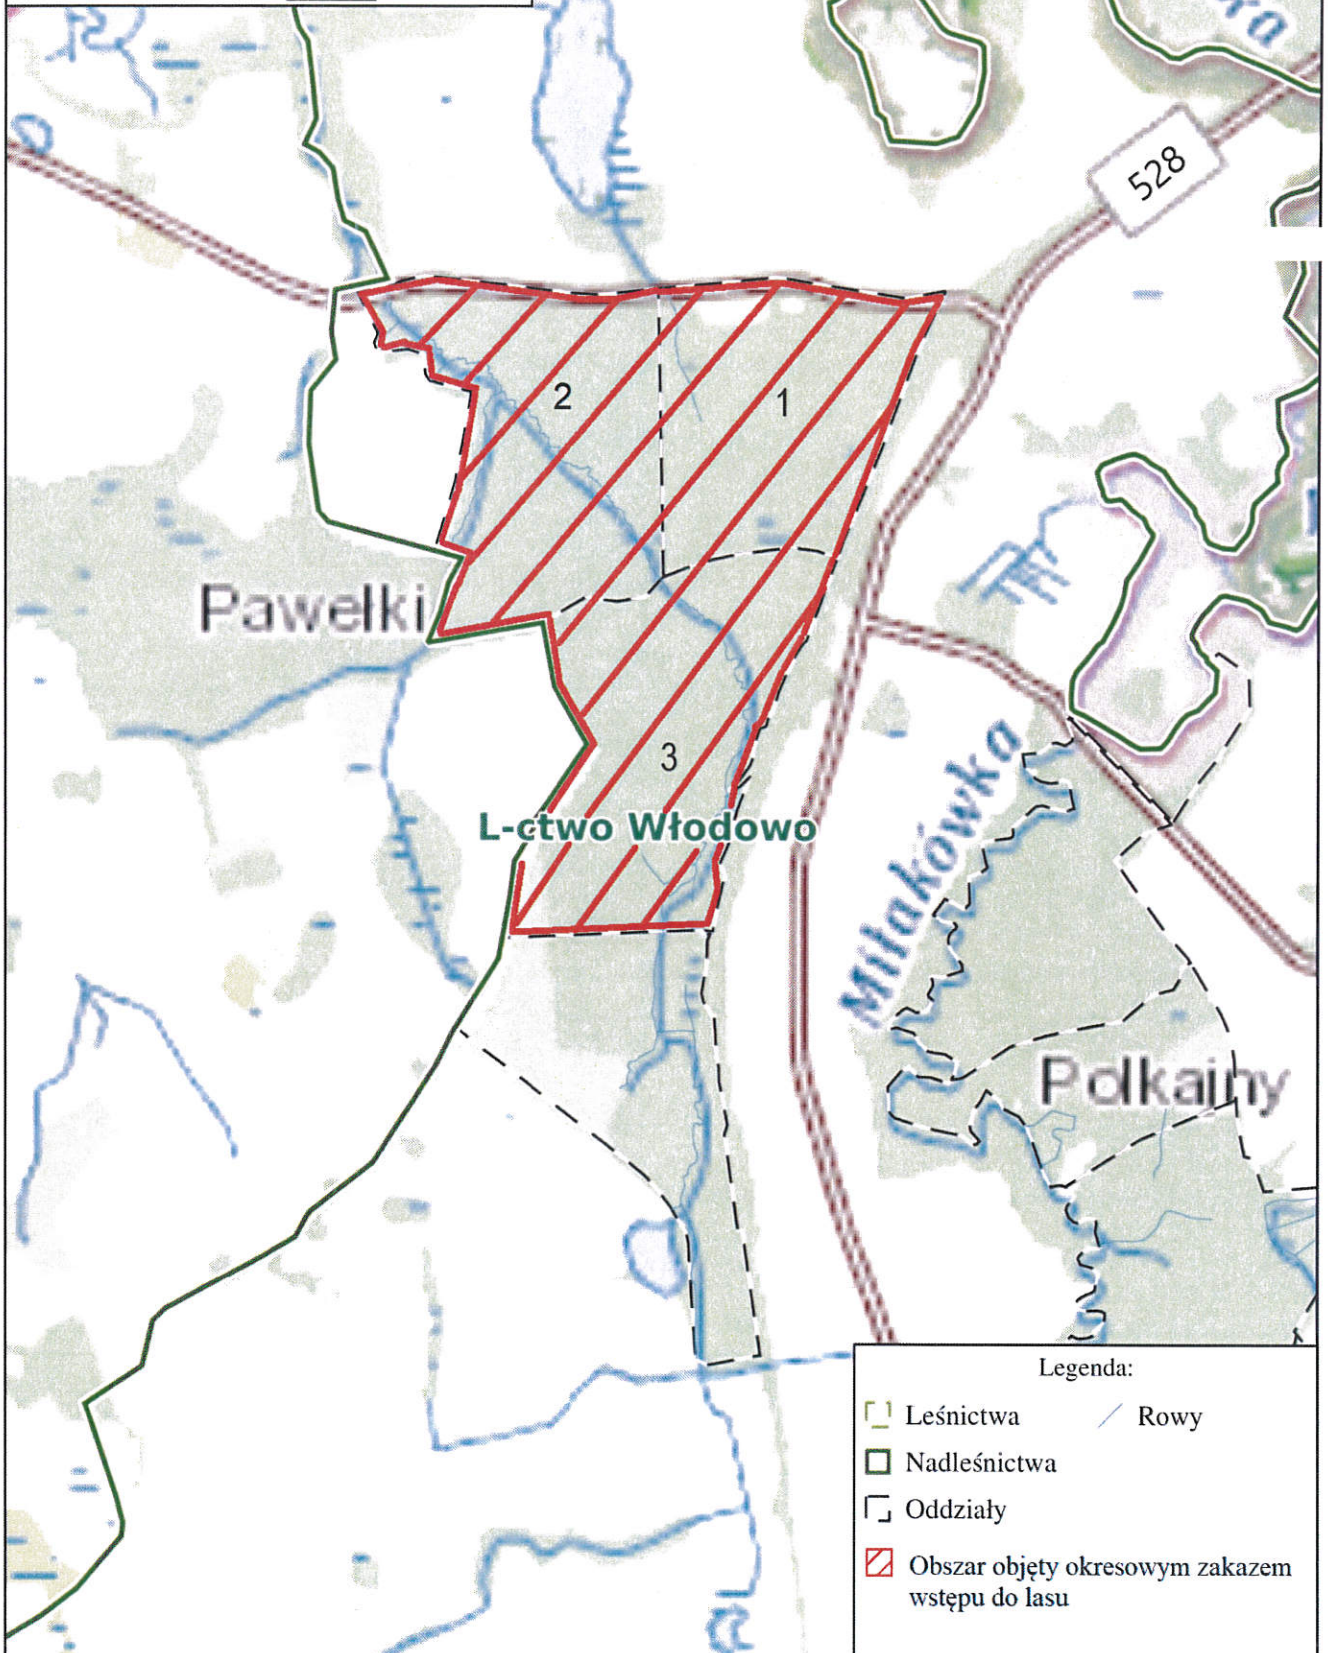 528
2
1
Pawełki
3
L-ctwo Włodowo
Miłakówka
Polkajny
Legenda:
Leśnictwa
Rowy
Nadleśnictwa
Oddziały
Obszar objęty okresowym zakazem
wstępu do lasu